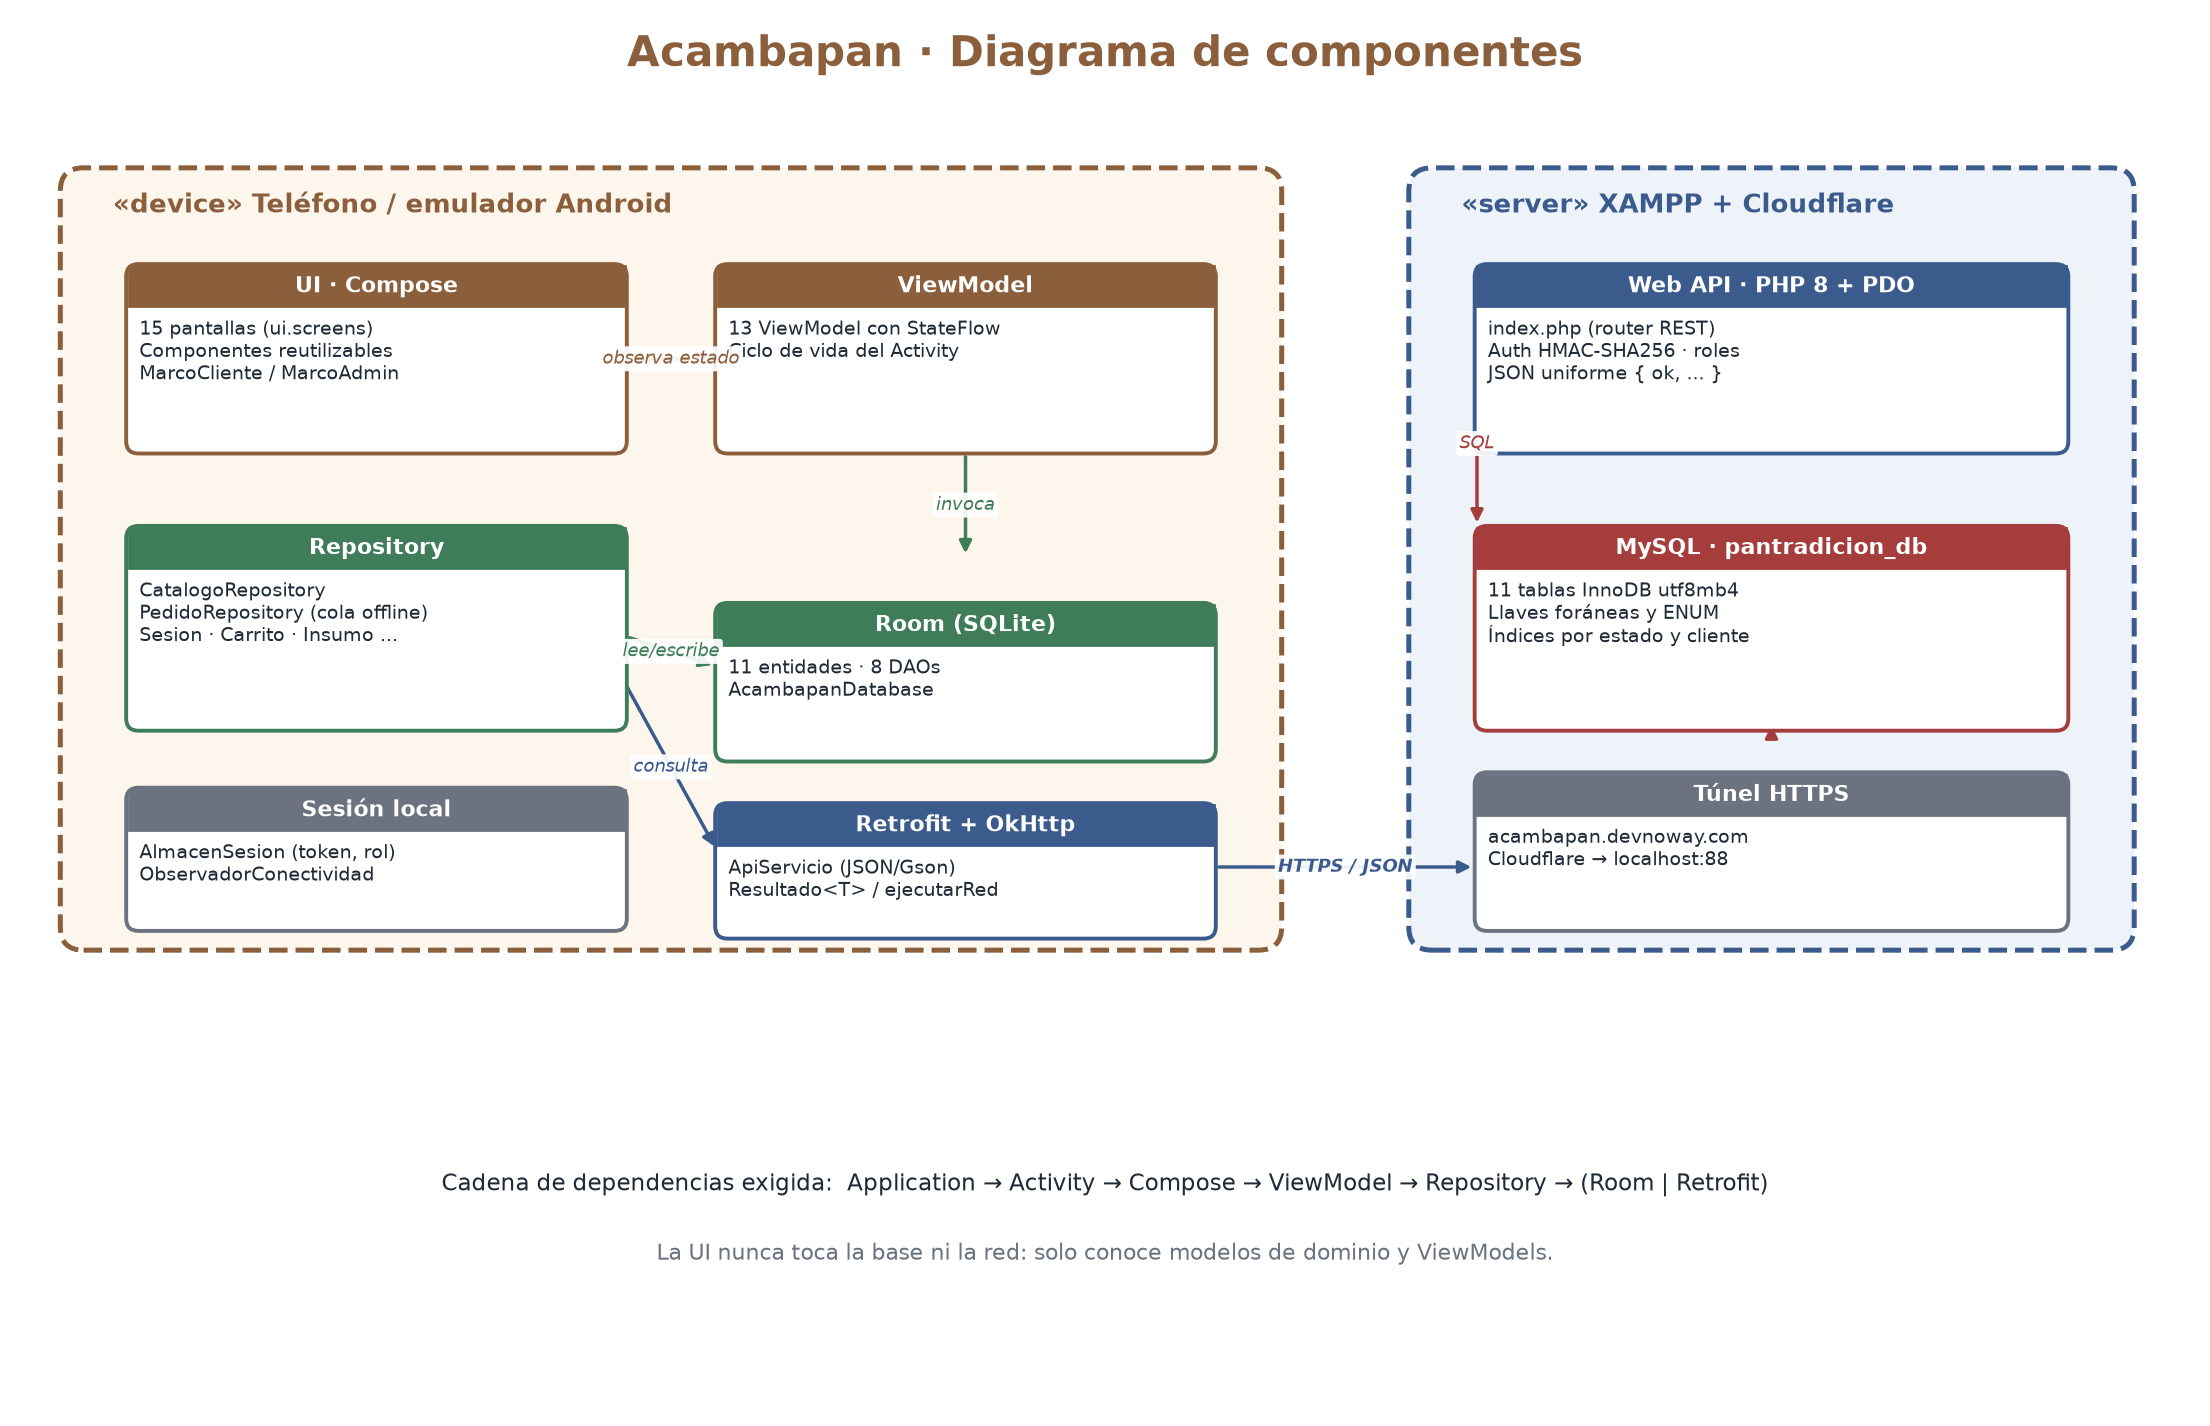 Acambapan · Diagrama de componentes
«device» Teléfono / emulador Android
UI · Compose
15 pantallas (ui.screens)
Componentes reutilizables
MarcoCliente / MarcoAdmin
observa estado
ViewModel
13 ViewModel con StateFlow
Ciclo de vida del Activity
invoca
Repository
CatalogoRepository
PedidoRepository (cola offline)
Sesion · Carrito · Insumo ...
lee/escribe
Room (SQLite)
11 entidades · 8 DAOs
AcambapanDatabase
consulta
Sesión local
AlmacenSesion (token, rol)
ObservadorConectividad
Retrofit + OkHttp
ApiServicio (JSON/Gson)
Resultado<T> / ejecutarRed
HTTPS / JSON
«server» XAMPP + Cloudflare
Web API · PHP 8 + PDO
index.php (router REST)
Auth HMAC-SHA256 · roles
JSON uniforme { ok, ... }
SQL
MySQL · pantradicion_db
11 tablas InnoDB utf8mb4
Llaves foráneas y ENUM
Índices por estado y cliente
Túnel HTTPS
acambapan.devnoway.com
Cloudflare → localhost:88
Cadena de dependencias exigida:  Application → Activity → Compose → ViewModel → Repository → (Room | Retrofit)
La UI nunca toca la base ni la red: solo conoce modelos de dominio y ViewModels.